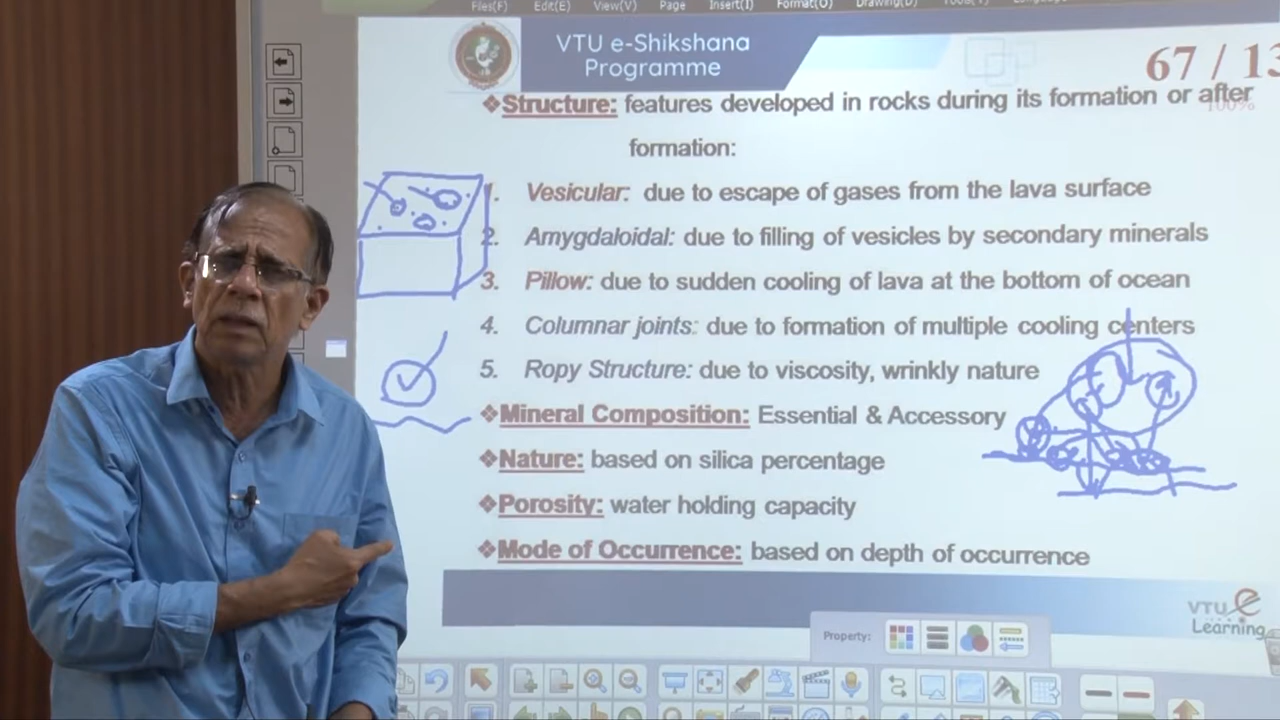 Files(F) Edit(E) View(V) Page Insert(I) Format(O) Drawing(D) Tools(T) Language
VTU e-Shikshana
Programme
67 / 13
100%
❖Structure: features developed in rocks during its formation or after
formation:
1. Vesicular: due to escape of gases from the lava surface
2. Amygdaloidal: due to filling of vesicles by secondary minerals
3. Pillow: due to sudden cooling of lava at the bottom of ocean
4. Columnar joints: due to formation of multiple cooling centers
5. Ropy Structure: due to viscosity, wrinkly nature
❖Mineral Composition: Essential & Accessory
❖Nature: based on silica percentage
❖Porosity: water holding capacity
❖Mode of Occurrence: based on depth of occurrence
VTU e
Learning
Property: